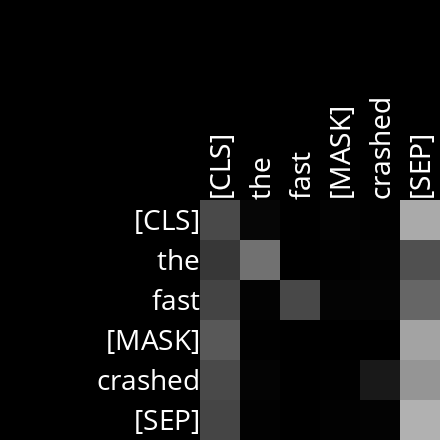 [CLS]
the
fast
[MASK]
crashed
[SEP]
[CLS]
the
fast
[MASK]
crashed
[SEP]